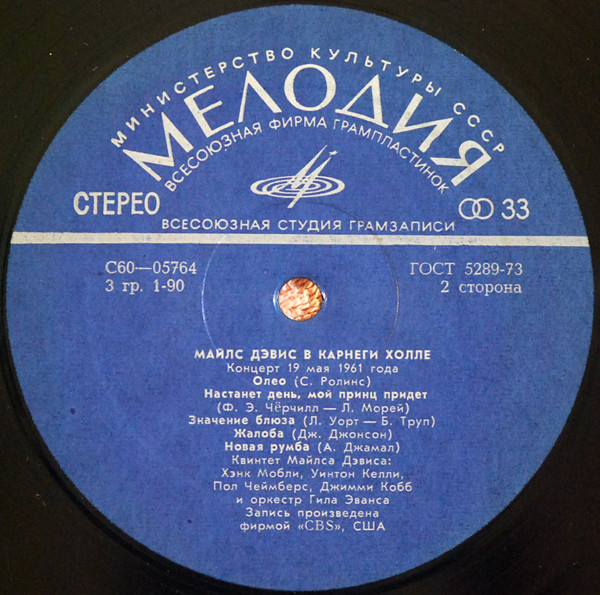 МИНИСТЕРСТВО КУЛЬТУРЫ СССР
МЕЛОДИЯ
ВСЕСОЮЗНАЯ ФИРМА ГРАМПЛАСТИНОК
СТЕРЕО
33
ВСЕСОЮЗНАЯ СТУДИЯ ГРАМЗАПИСИ
С60—05764
ГОСТ 5289-73
3 гр. 1-90
2 сторона
МАЙЛС ДЭВИС В КАРНЕГИ ХОЛЛЕ
Концерт 19 мая 1961 года
Олео (С. Ролинс)
Настанет день, мой принц придет
(Ф. Э. Чёрчилл — Л. Морей)
Значение блюза (Л. Уорт — Б. Труп)
Жалоба (Дж. Джонсон)
Новая румба (А. Джамал)
Квинтет Майлса Дэвиса:
Хэнк Мобли, Уинтон Келли,
Пол Чеймберс, Джимми Кобб
и оркестр Гила Эванса
Запись произведена
фирмой «CBS», США